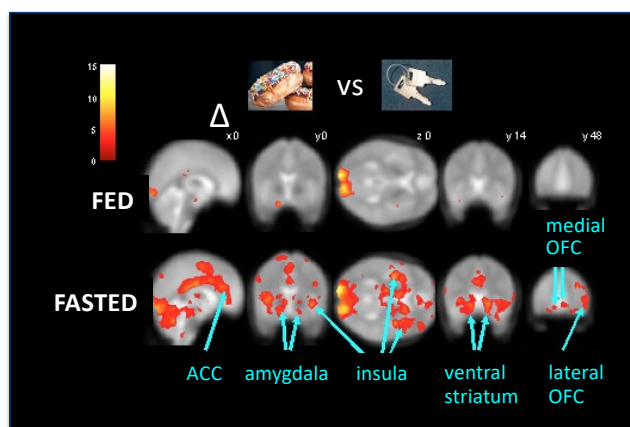 15
10
5
0
vs
Δ
x 0
y 0
z 0
y 14
y 48
FED
medial
OFC
FASTED
ACC
amygdala
insula
ventral
striatum
lateral
OFC